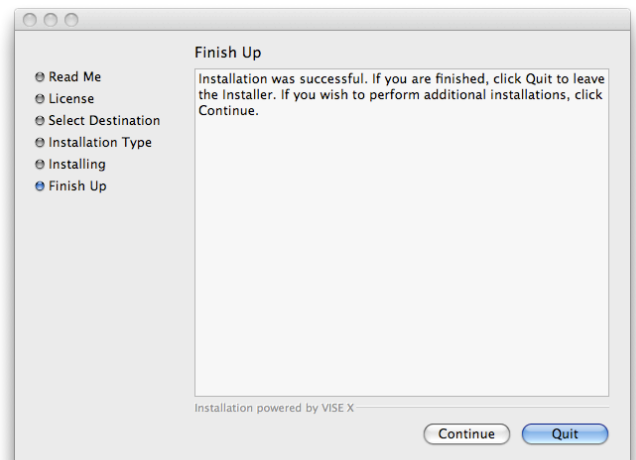 Finish Up
Read Me
License
Select Destination
Installation Type
Installing
Finish Up
Installation was successful. If you are finished, click Quit to leave
the Installer. If you wish to perform additional installations, click
Continue.
Installation powered by VISE X
Continue
Quit